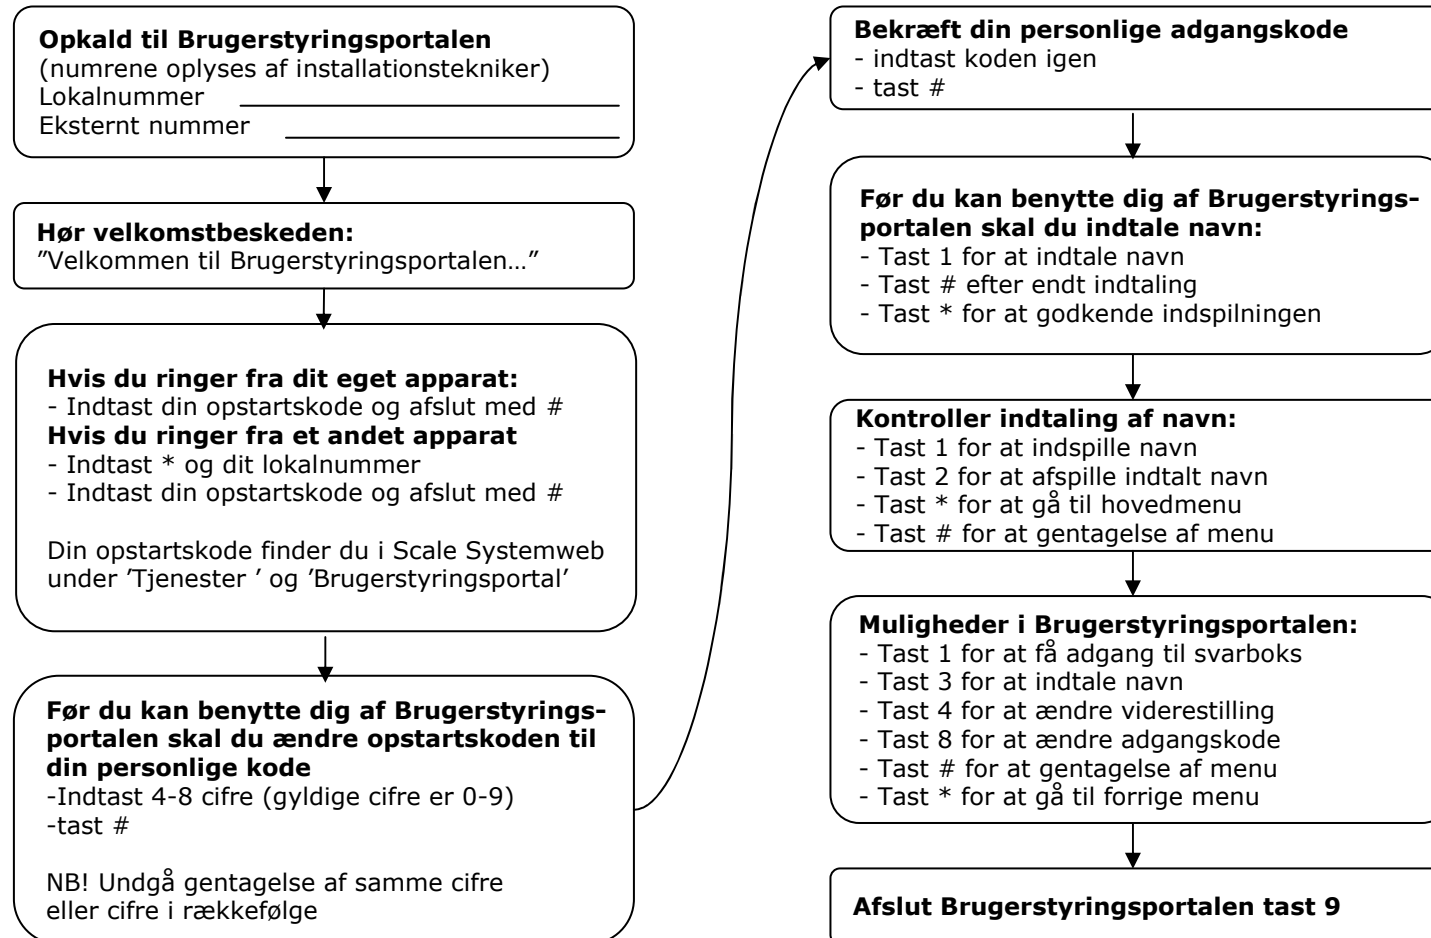 Opkald til Brugerstyringsportalen
(numrene oplyses af installationstekniker)
Lokalnummer
Eksternt nummer
Hør velkomstbeskeden:
”Velkommen til Brugerstyringsportalen…”
Hvis du ringer fra dit eget apparat:
- Indtast din opstartskode og afslut med #
Hvis du ringer fra et andet apparat
- Indtast * og dit lokalnummer
- Indtast din opstartskode og afslut med #
Din opstartskode finder du i Scale Systemweb
under ’Tjenester ’ og ’Brugerstyringsportal’
Før du kan benytte dig af Brugerstyrings-
portalen skal du ændre opstartskoden til
din personlige kode
-Indtast 4-8 cifre (gyldige cifre er 0-9)
-tast #
NB! Undgå gentagelse af samme cifre
eller cifre i rækkefølge
Bekræft din personlige adgangskode
- indtast koden igen
- tast #
Før du kan benytte dig af Brugerstyrings-
portalen skal du indtale navn:
- Tast 1 for at indtale navn
- Tast # efter endt indtaling
- Tast * for at godkende indspilningen
Kontroller indtaling af navn:
- Tast 1 for at indspille navn
- Tast 2 for at afspille indtalt navn
- Tast * for at gå til hovedmenu
- Tast # for at gentagelse af menu
Muligheder i Brugerstyringsportalen:
- Tast 1 for at få adgang til svarboks
- Tast 3 for at indtale navn
- Tast 4 for at ændre viderestilling
- Tast 8 for at ændre adgangskode
- Tast # for at gentagelse af menu
- Tast * for at gå til forrige menu
Afslut Brugerstyringsportalen tast 9